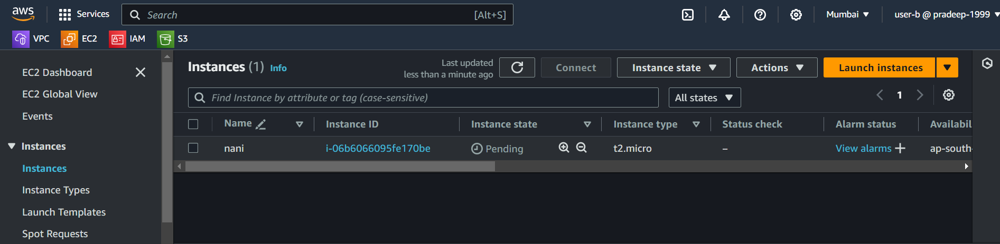 aws Services Search [Alt+S] Mumbai user-b @ pradeep-1999
VPC EC2 IAM S3
EC2 Dashboard
EC2 Global View
Events
Instances
Instances
Instance Types
Launch Templates
Spot Requests
Instances (1) Info
Last updated
less than a minute ago
Connect Instance state Actions Launch instances
Find Instance by attribute or tag (case-sensitive) All states 1
Name Instance ID Instance state Instance type Status check Alarm status Availabil
nani i-06b6066095fe170be Pending t2.micro – View alarms + ap-south-